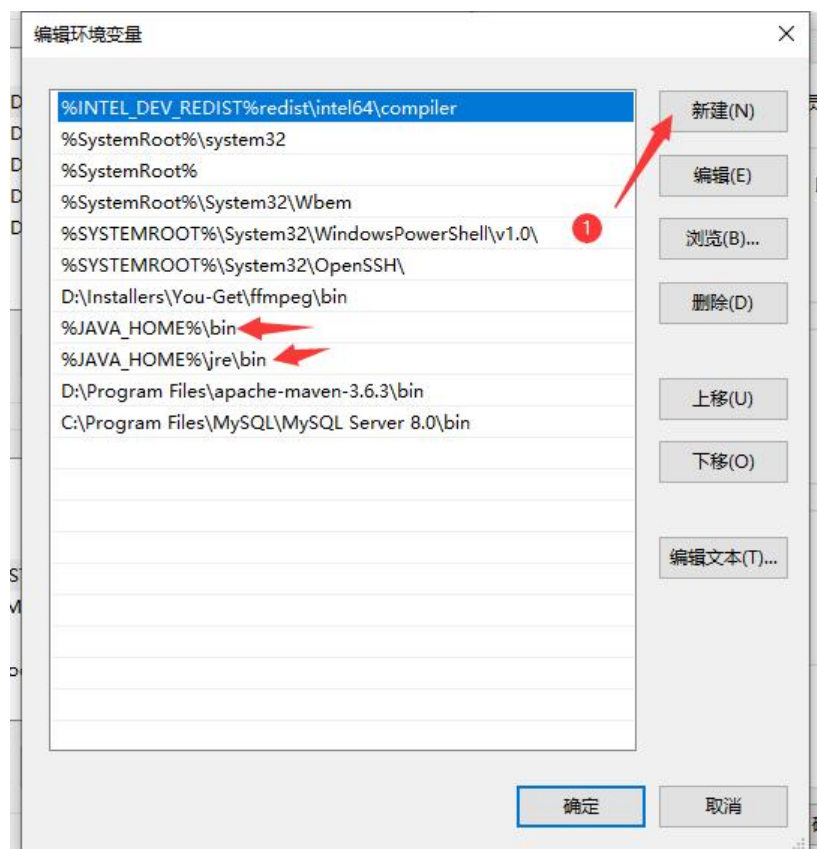 编辑环境变量
%INTEL_DEV_REDIST%redist\intel64\compiler
%SystemRoot%\system32
%SystemRoot%
%SystemRoot%\System32\Wbem
%SYSTEMROOT%\System32\WindowsPowerShell\v1.0\
%SYSTEMROOT%\System32\OpenSSH\
D:\Installers\You-Get\ffmpeg\bin
%JAVA_HOME%\bin
%JAVA_HOME%\jre\bin
D:\Program Files\apache-maven-3.6.3\bin
C:\Program Files\MySQL\MySQL Server 8.0\bin
1
新建(N)
编辑(E)
浏览(B)...
删除(D)
上移(U)
下移(O)
编辑文本(T)...
确定
取消